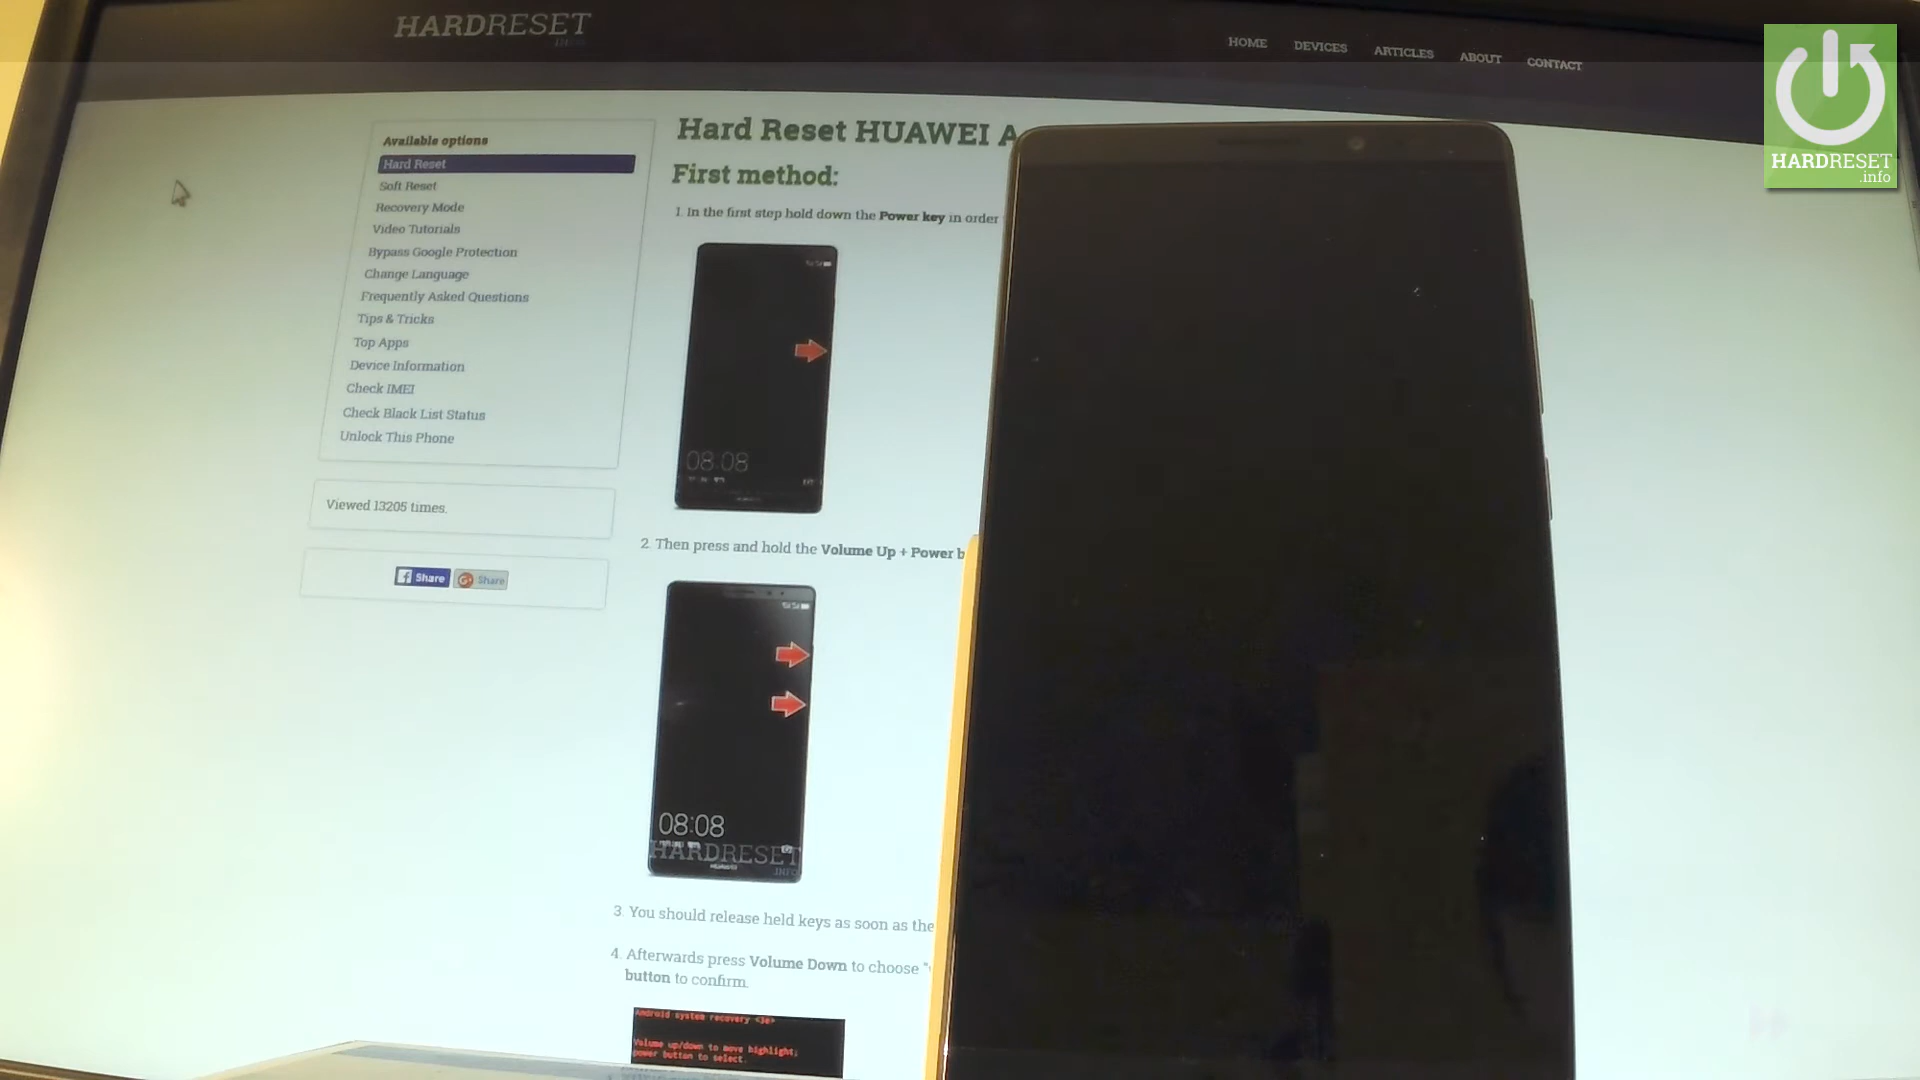 HARDRESET
HOME
DEVICES
ARTICLES
ABOUT
CONTACT
HARDRESET
.info
Available options
Hard Reset
Soft Reset
Recovery Mode
Video Tutorials
Bypass Google Protection
Change Language
Frequently Asked Questions
Tips & Tricks
Top Apps
Device Information
Check IMEI
Check Black List Status
Unlock This Phone
Viewed 13205 times.
Share
Share
Hard Reset HUAWEI A
First method:
1. In the first step hold down the Power key in order
08:08
2. Then press and hold the Volume Up + Power b
08:08
HARDRESET
.INFO
3. You should release held keys as soon as the
4. Afterwards press Volume Down to choose "
button to confirm.
Android system recovery <3e>
Volume up/down to move highlight;
power button to select.